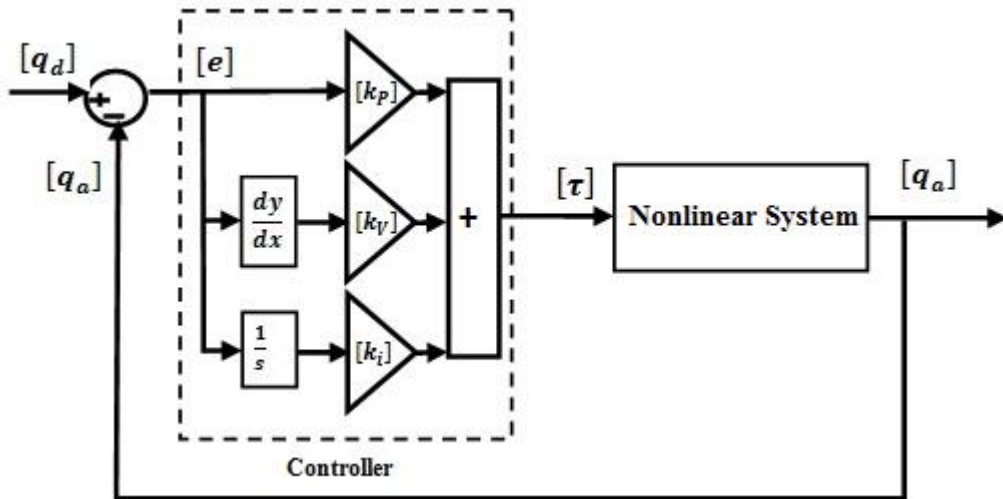 [q_d]
[e]
+
−
[q_a]
[k_P]
dy
dx
[k_V]
1
s
[k_i]
+
[τ]
Nonlinear System
[q_a]
Controller